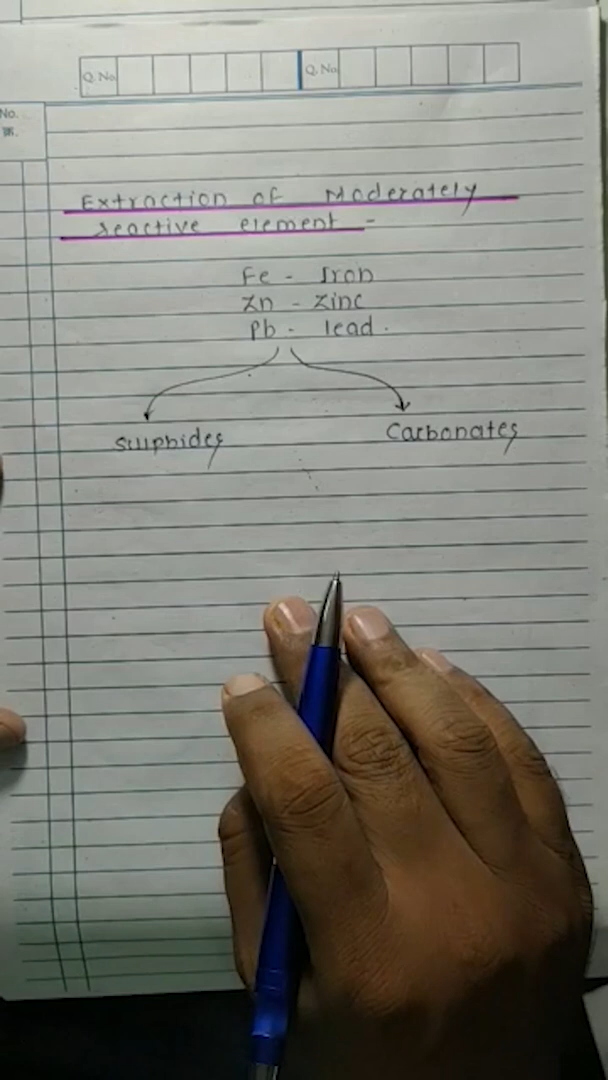 Q. No. Q. No.
No.
Extraction of Moderately
reactive element -
Fe - Iron
Zn - Zinc
Pb - lead.
Sulphides Carbonates